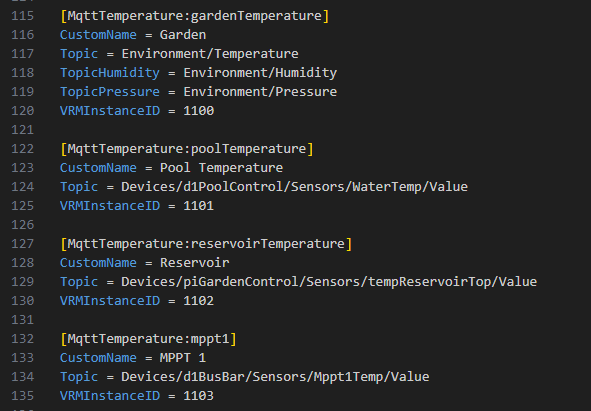 115 [MqttTemperature:gardenTemperature]
116 CustomName = Garden
117 Topic = Environment/Temperature
118 TopicHumidity = Environment/Humidity
119 TopicPressure = Environment/Pressure
120 VRMInstanceID = 1100
121
122 [MqttTemperature:poolTemperature]
123 CustomName = Pool Temperature
124 Topic = Devices/d1PoolControl/Sensors/WaterTemp/Value
125 VRMInstanceID = 1101
126
127 [MqttTemperature:reservoirTemperature]
128 CustomName = Reservoir
129 Topic = Devices/piGardenControl/Sensors/tempReservoirTop/Value
130 VRMInstanceID = 1102
131
132 [MqttTemperature:mppt1]
133 CustomName = MPPT 1
134 Topic = Devices/d1BusBar/Sensors/Mppt1Temp/Value
135 VRMInstanceID = 1103